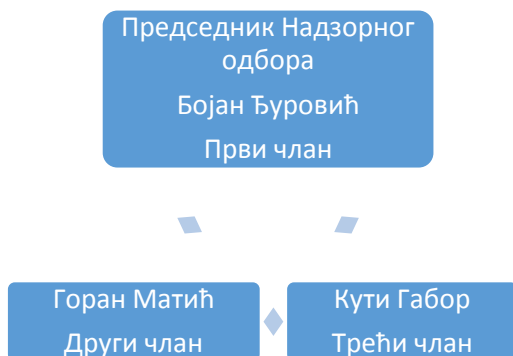 Председник Надзорног
одбора
Бојан Ђуровић
Први члан
Горан Матић
Други члан
Кути Габор
Трећи члан